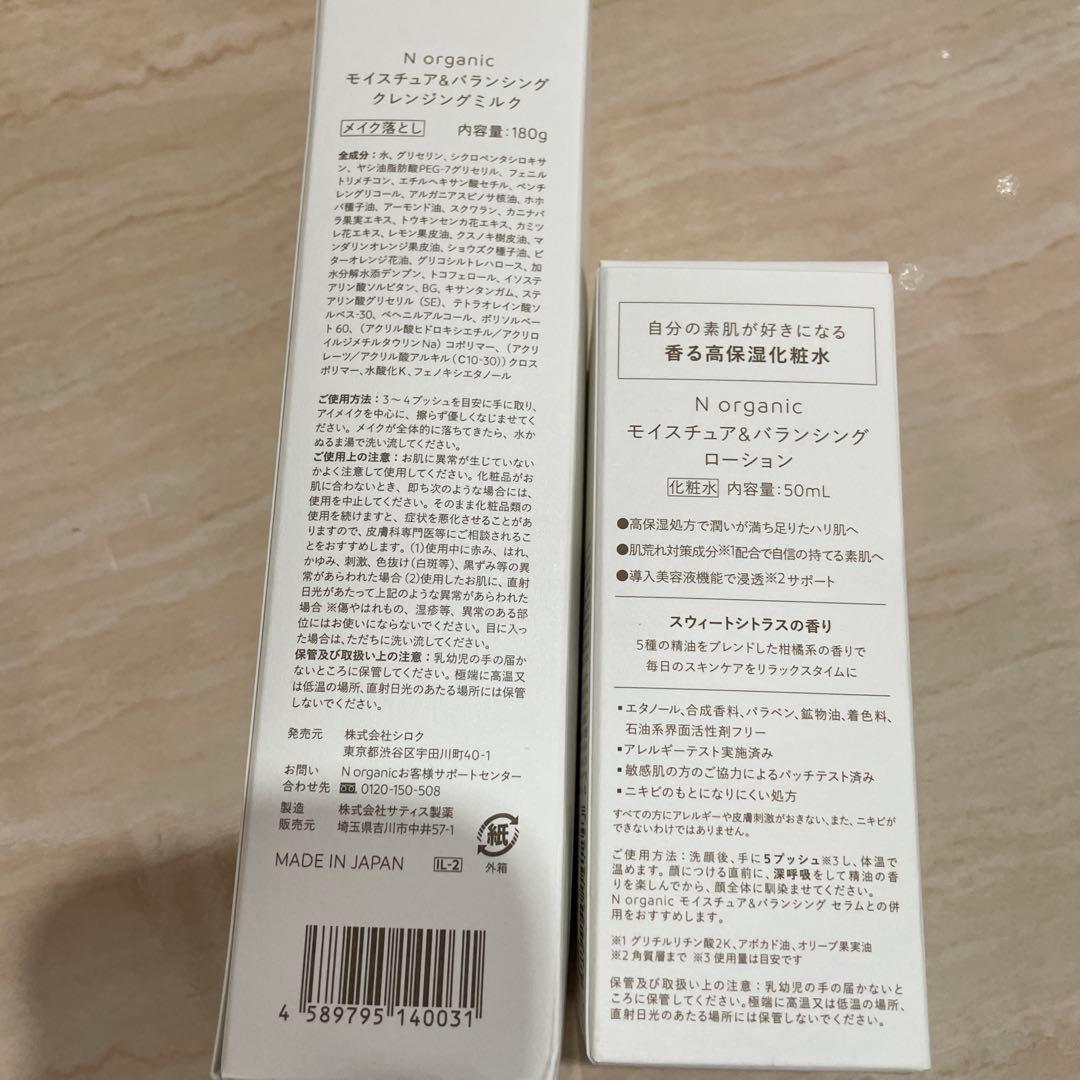 N organic
モイスチュア&バランシング
クレンジングミルク
メイク落とし 内容量:180g
全成分:水、グリセリン、シクロペンタシロキサ
ン、ヤシ油脂肪酸PEG-7グリセリル、フェニル
トリメチコン、エチルヘキサン酸セチル、ペンチ
レングリコール、アルガニアスピノサ核油、ホホ
バ種子油、アーモンド油、スクワラン、カニナバ
ラ果実エキス、トウキンセンカ花エキス、カミツ
レ花エキス、レモン果皮油、クスノキ樹皮油、マ
ンダリンオレンジ果皮油、ショウズク種子油、ビ
ターオレンジ花油、グリコシルトレハロース、加
水分解水添デンプン、トコフェロール、イソステ
アリン酸ソルビタン、BG、キサンタンガム、ステ
アリン酸グリセリル(SE)、テトラオレイン酸ソ
ルベス-30、ベヘニルアルコール、ポリソルベー
ト60、(アクリル酸ヒドロキシエチル/アクリロ
イルジメチルタウリンNa)コポリマー、(アクリ
レーツ/アクリル酸アルキル(C10-30))クロス
ポリマー、水酸化K、フェノキシエタノール
ご使用方法:3〜4プッシュを目安に手に取り、
アイメイクを中心に、擦らず優しくなじませてく
ださい。メイクが全体的に落ちてきたら、水か
ぬるま湯で洗い流してください。
ご使用上の注意:お肌に異常が生じていない
かよく注意して使用してください。化粧品がお
肌に合わないとき、即ち次のような場合には、
使用を中止してください。そのまま化粧品類の
使用を続けますと、症状を悪化させることがあ
りますので、皮膚科専門医等にご相談されるこ
とをおすすめします。(1)使用中に赤み、はれ、
かゆみ、刺激、色抜け(白斑等)、黒ずみ等の異
常があらわれた場合(2)使用したお肌に、直射
日光があたって上記のような異常があらわれた
場合 ※傷やはれもの、湿疹等、異常のある部
位にはお使いにならないでください。目に入っ
た場合は、ただちに洗い流してください。
保管及び取扱い上の注意:乳幼児の手の届か
ないところに保管してください。極端に高温又
は低温の場所、直射日光のあたる場所には保管
しないでください。
発売元 株式会社シロク
東京都渋谷区宇田川町40-1
お問い N organicお客様サポートセンター
合わせ先 0120-150-508
製造 株式会社サティス製薬
販売元 埼玉県吉川市中井57-1
紙
外箱
MADE IN JAPAN IL-2
4 589795 140031
自分の素肌が好きになる
香る高保湿化粧水
N organic
モイスチュア&バランシング
ローション
化粧水 内容量:50mL
●高保湿処方で潤いが満ち足りたハリ肌へ
●肌荒れ対策成分※1配合で自信の持てる素肌へ
●導入美容液機能で浸透※2サポート
スウィートシトラスの香り
5種の精油をブレンドした柑橘系の香りで
毎日のスキンケアをリラックスタイムに
▪エタノール、合成香料、パラベン、鉱物油、着色料、
石油系界面活性剤フリー
▪アレルギーテスト実施済み
▪敏感肌の方のご協力によるパッチテスト済み
▪ニキビのもとになりにくい処方
すべての方にアレルギーや皮膚刺激がおきない、また、ニキビが
できないわけではありません。
ご使用方法:洗顔後、手に5プッシュ※3し、体温で
温めます。顔につける直前に、深呼吸をして精油の香
りを楽しんでから、顔全体に馴染ませてください。
N organic モイスチュア&バランシング セラムとの併
用をおすすめします。
※1 グリチルリチン酸2K、アボカド油、オリーブ果実油
※2 角質層まで ※3 使用量は目安です
保管及び取扱い上の注意:乳幼児の手の届かないと
ころに保管してください。極端に高温又は低温の場所、
直射日光のあたる場所には保管しないでください。